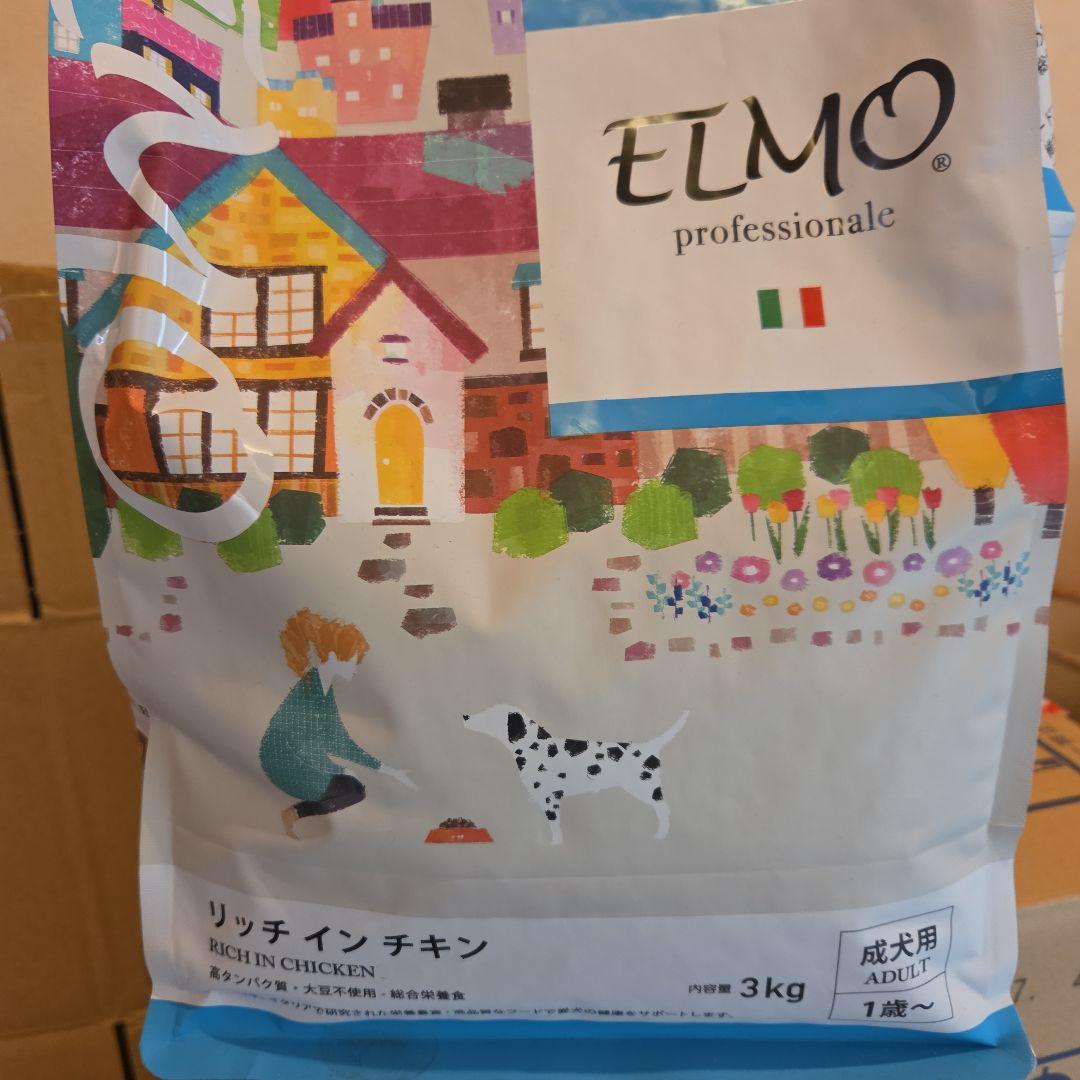 ELMO®
professionale
リッチ イン チキン
RICH IN CHICKEN
高タンパク質・大豆不使用 - 総合栄養食
内容量 3kg
成犬用
ADULT
1歳〜